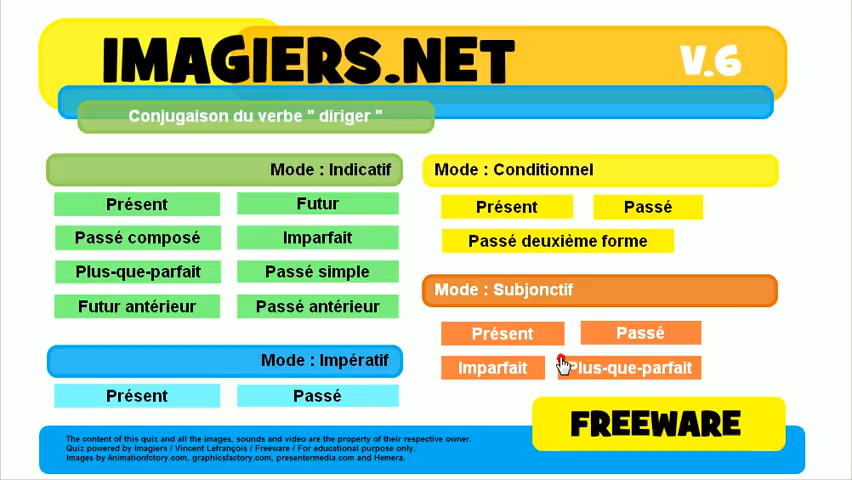 IMAGIERS.NET
V.6
Conjugaison du verbe " diriger "
Mode : Indicatif
Présent
Futur
Passé composé
Imparfait
Plus-que-parfait
Passé simple
Futur antérieur
Passé antérieur
Mode : Impératif
Présent
Passé
Mode : Conditionnel
Présent
Passé
Passé deuxième forme
Mode : Subjonctif
Présent
Passé
Imparfait
Plus-que-parfait
FREEWARE
The content of this quiz and all the images, sounds and video are the property of their respective owner.
Quiz powered by Imagiers / Vincent Lefrançois / Freeware / For educational purpose only.
Images by Animationfctory.com, graphicsfactory.com, presentermedia.com and Hemera.